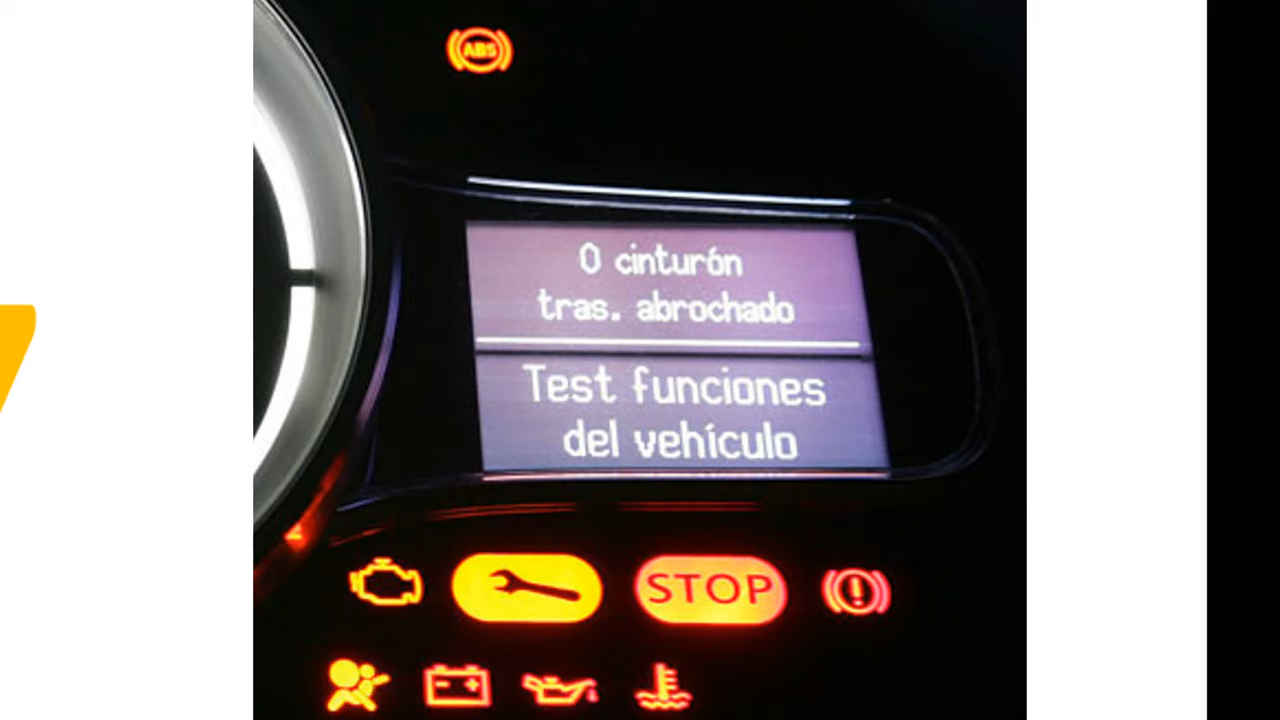 ABS
0 cinturón
tras. abrochado
Test funciones
del vehículo
STOP